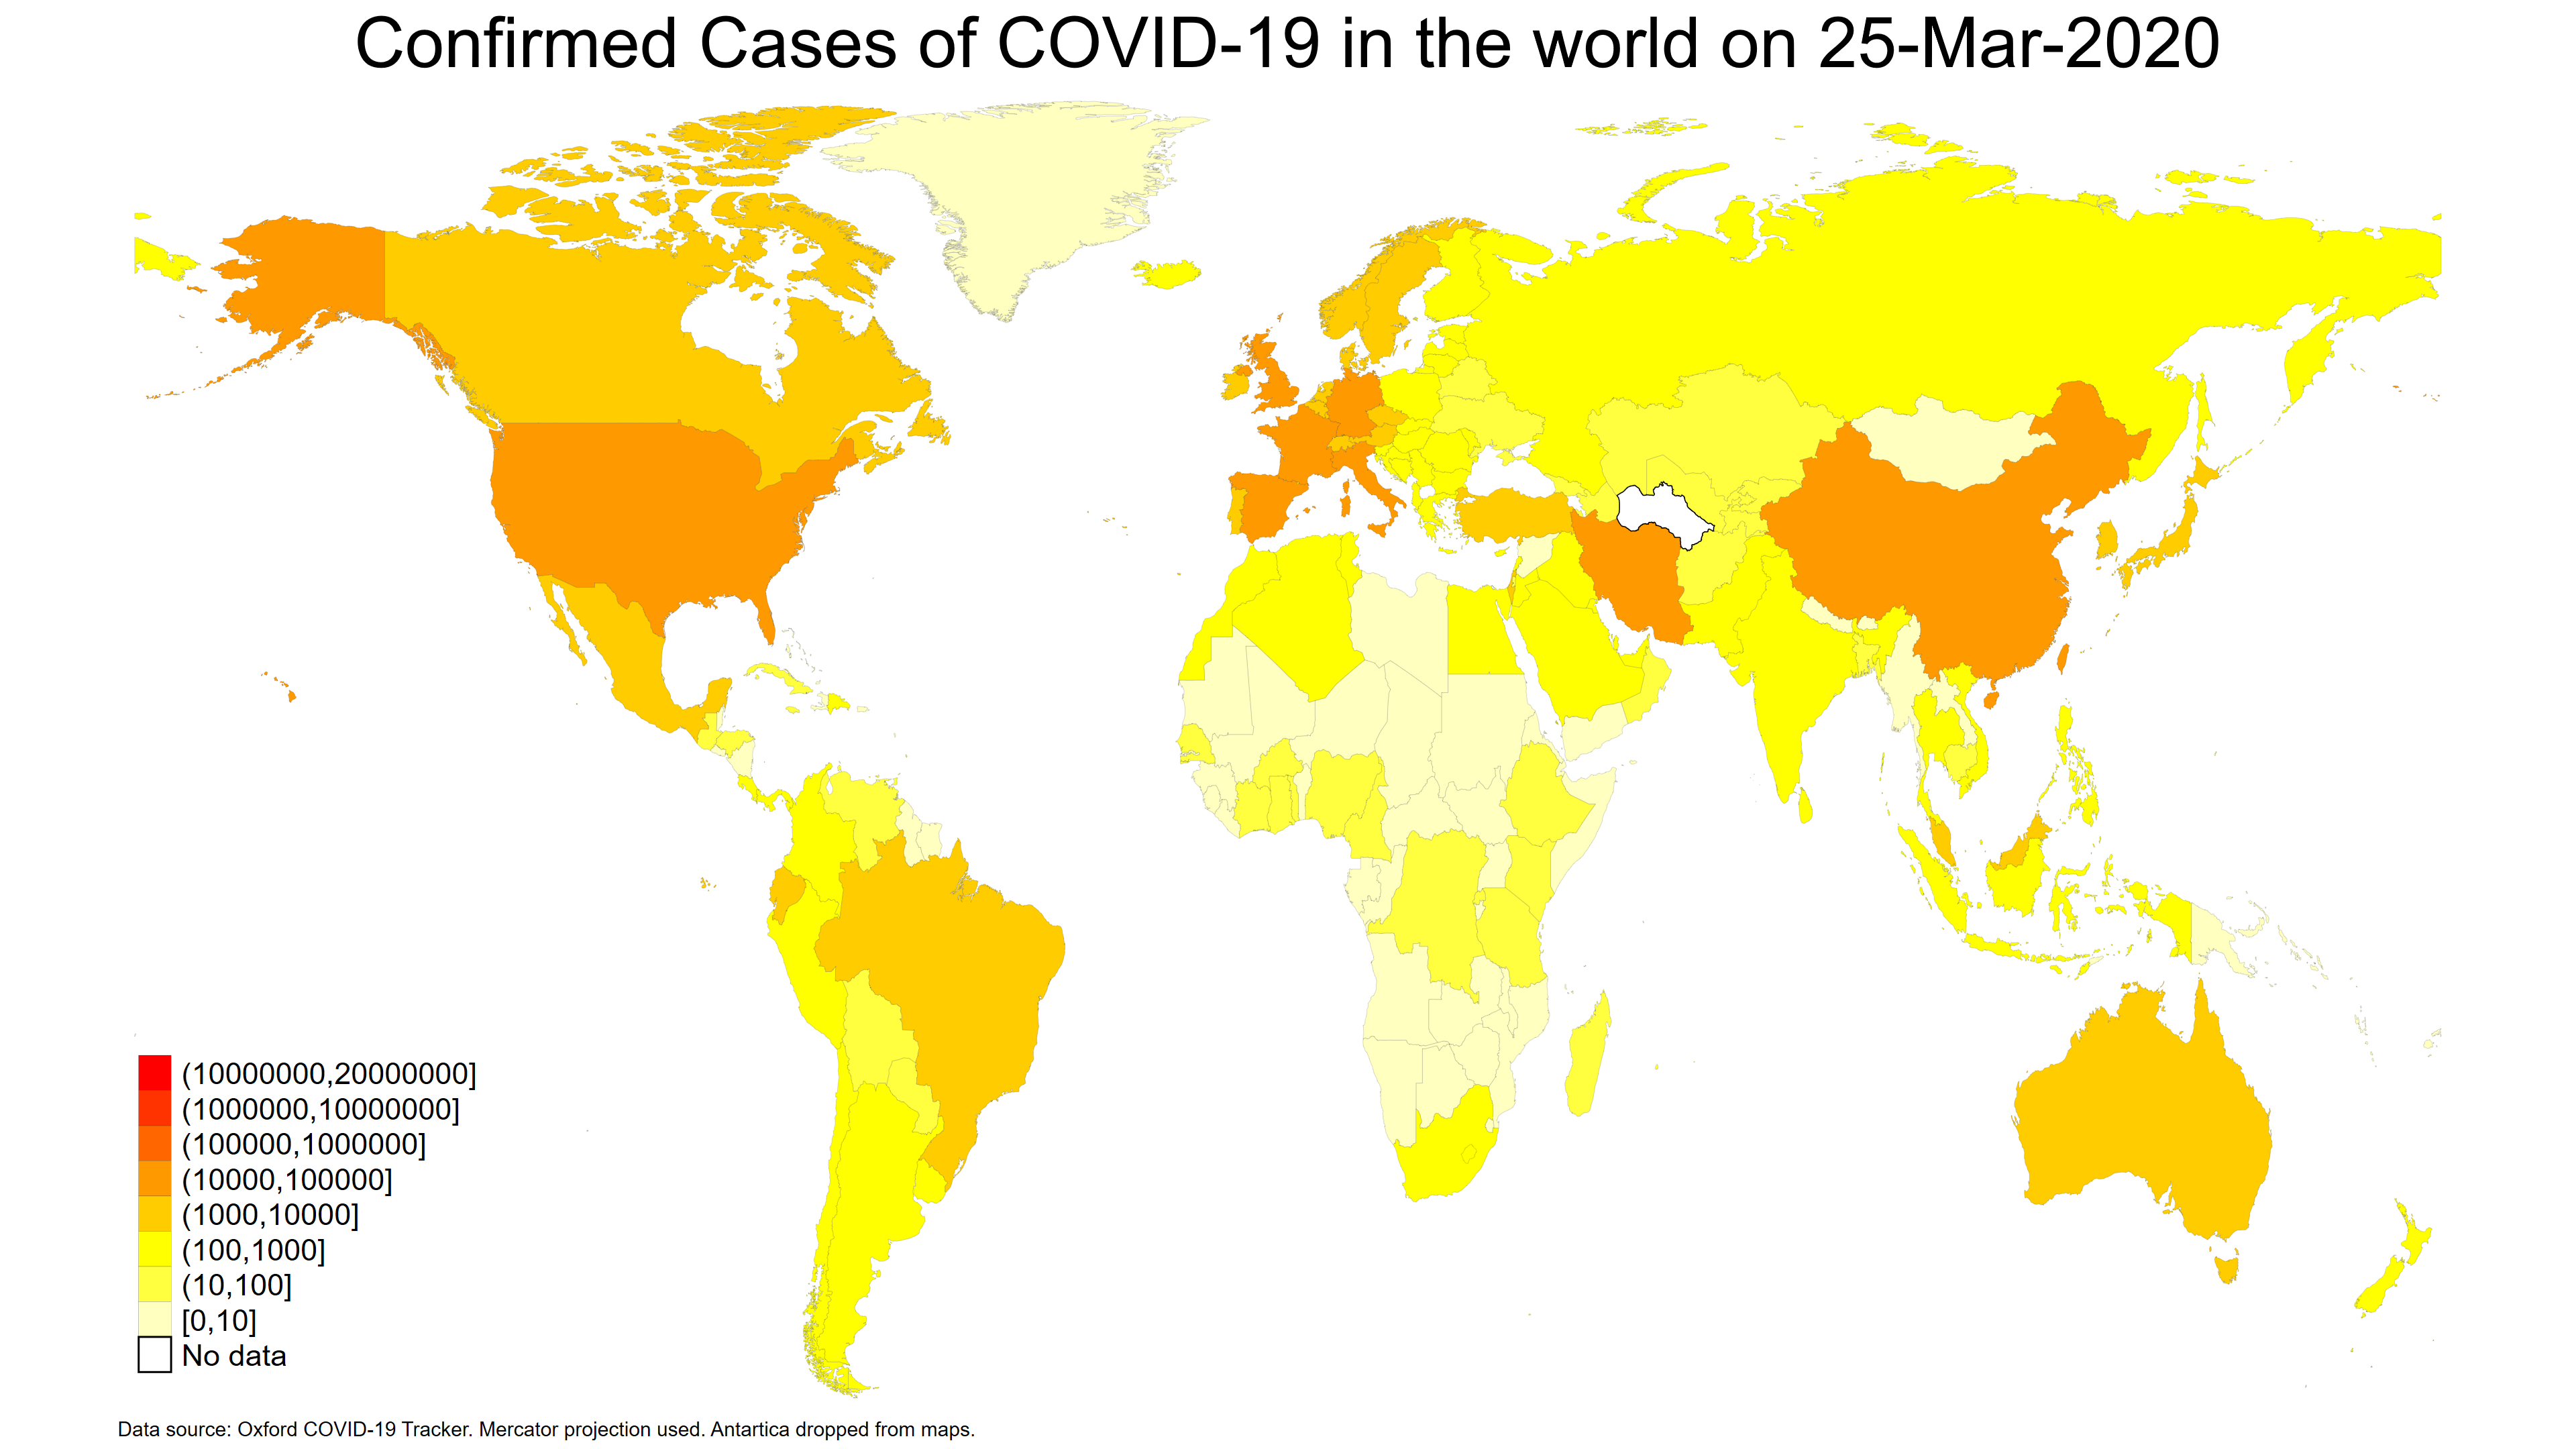 Confirmed Cases of COVID-19 in the world on 25-Mar-2020
(10000000,20000000]
(1000000,10000000]
(100000,1000000]
(10000,100000]
(1000,10000]
(100,1000]
(10,100]
[0,10]
No data
Data source: Oxford COVID-19 Tracker. Mercator projection used. Antartica dropped from maps.